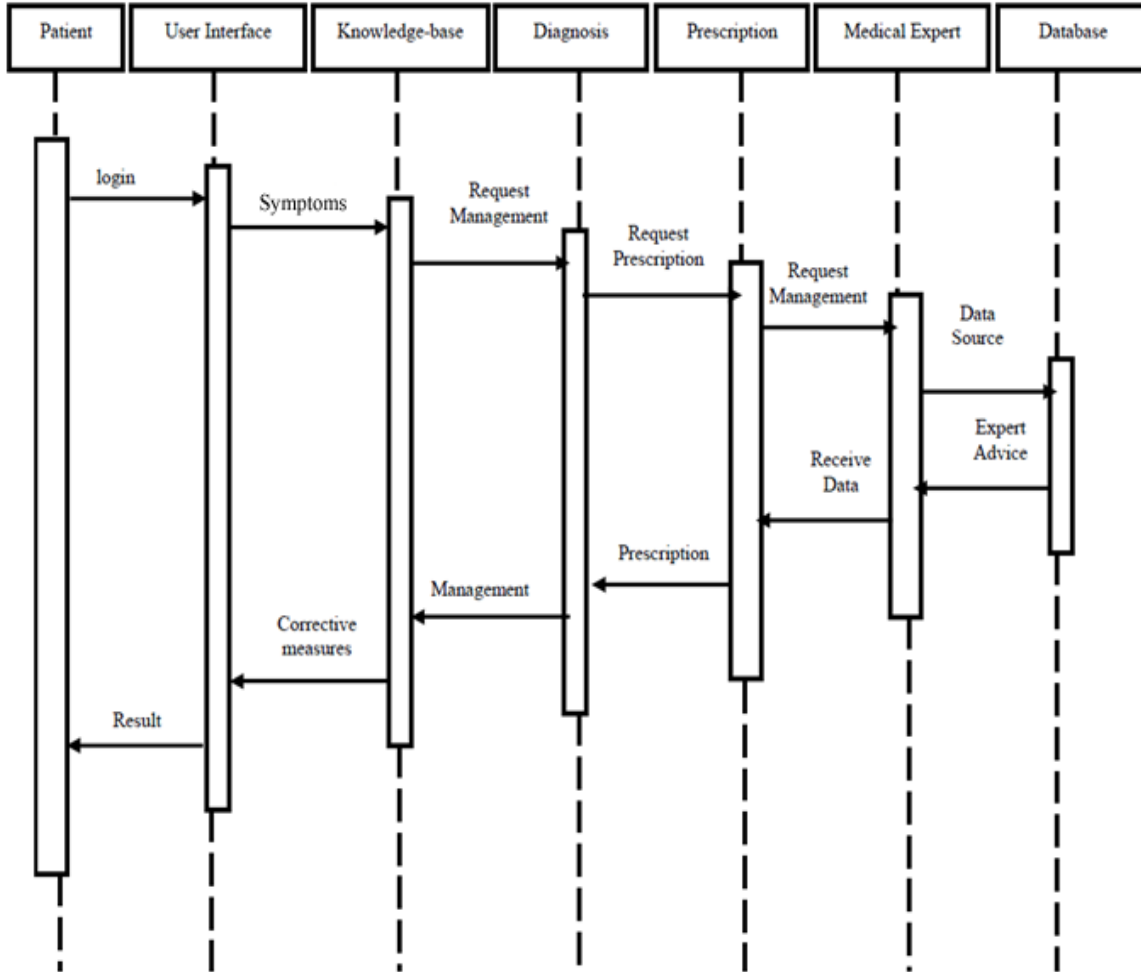 Patient
User Interface
Knowledge-base
Diagnosis
Prescription
Medical Expert
Database
login
Symptoms
Request
Management
Request
Prescription
Request
Management
Data
Source
Expert
Advice
Receive
Data
Prescription
Management
Corrective
measures
Result